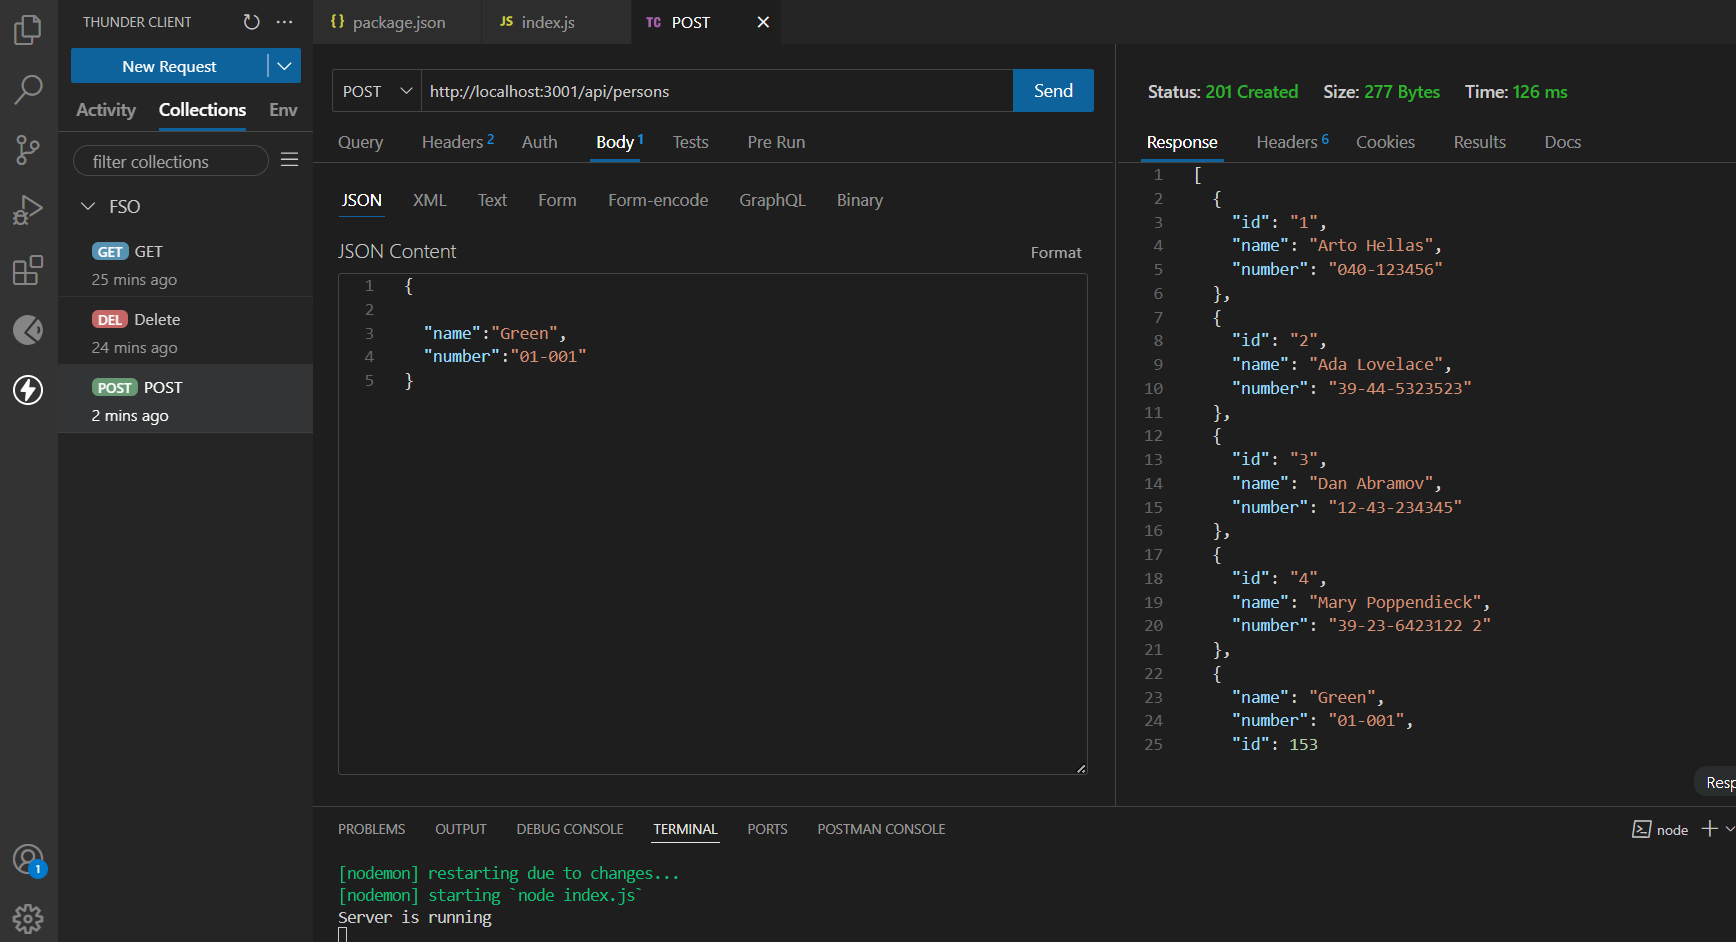 THUNDER CLIENT
New Request
Activity Collections Env
filter collections
FSO
GET GET
25 mins ago
DEL Delete
24 mins ago
POST POST
2 mins ago
1
{} package.json
JS index.js
TC POST
POST http://localhost:3001/api/persons Send
Query Headers 2 Auth Body 1 Tests Pre Run
JSON XML Text Form Form-encode GraphQL Binary
JSON Content Format
1 {
2
3 "name":"Green",
4 "number":"01-001"
5 }
Status: 201 Created Size: 277 Bytes Time: 126 ms
Response Headers 6 Cookies Results Docs
1 [
2 {
3 "id": "1",
4 "name": "Arto Hellas",
5 "number": "040-123456"
6 },
7 {
8 "id": "2",
9 "name": "Ada Lovelace",
10 "number": "39-44-5323523"
11 },
12 {
13 "id": "3",
14 "name": "Dan Abramov",
15 "number": "12-43-234345"
16 },
17 {
18 "id": "4",
19 "name": "Mary Poppendieck",
20 "number": "39-23-6423122 2"
21 },
22 {
23 "name": "Green",
24 "number": "01-001",
25 "id": 153
Resp
PROBLEMS OUTPUT DEBUG CONSOLE TERMINAL PORTS POSTMAN CONSOLE
node
[nodemon] restarting due to changes...
[nodemon] starting `node index.js`
Server is running